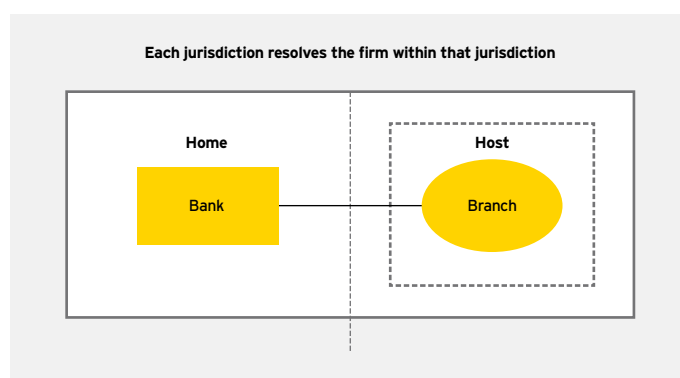 Each jurisdiction resolves the firm within that jurisdiction
Home
Host
Bank
Branch